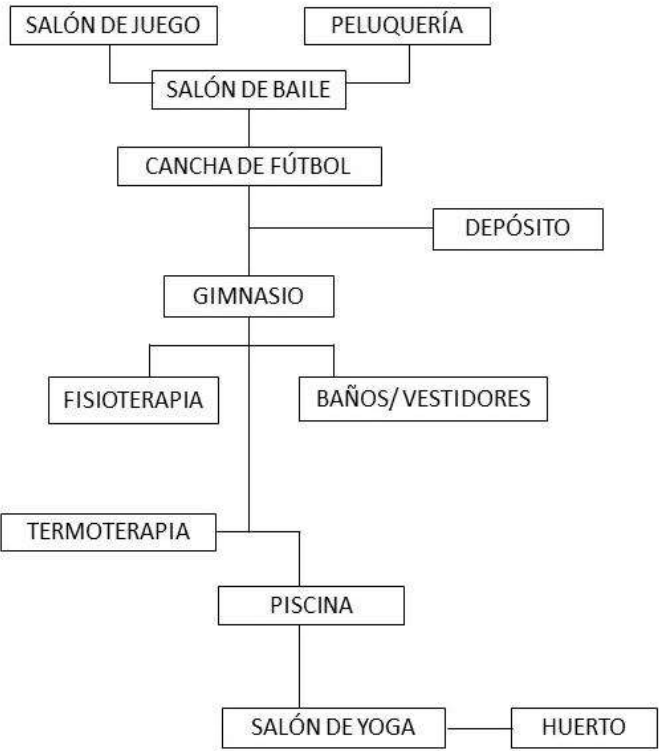 SALÓN DE JUEGO
PELUQUERÍA
SALÓN DE BAILE
CANCHA DE FÚTBOL
DEPÓSITO
GIMNASIO
FISIOTERAPIA
BAÑOS/ VESTIDORES
TERMOTERAPIA
PISCINA
SALÓN DE YOGA
HUERTO